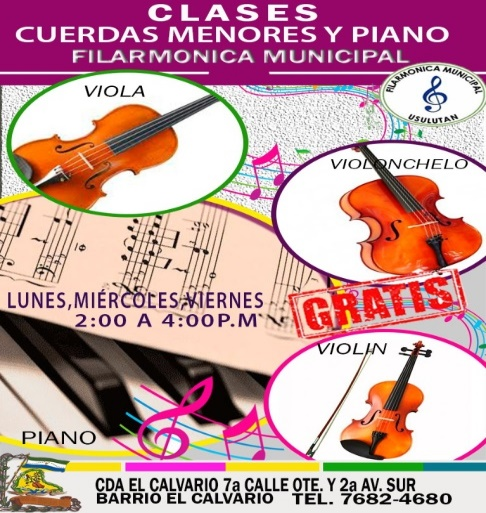 CLASES
CUERDAS MENORES Y PIANO
FILARMONICA MUNICIPAL
FILARMONICA MUNICIPAL
USULUTAN
VIOLA
VIOLONCHELO
LUNES,MIÉRCOLES,VIERNES
2:00 A 4:00P.M
GRATIS
VIOLIN
PIANO
CDA EL CALVARIO 7a CALLE OTE. Y 2a AV. SUR
BARRIO EL CALVARIO TEL. 7682-4680